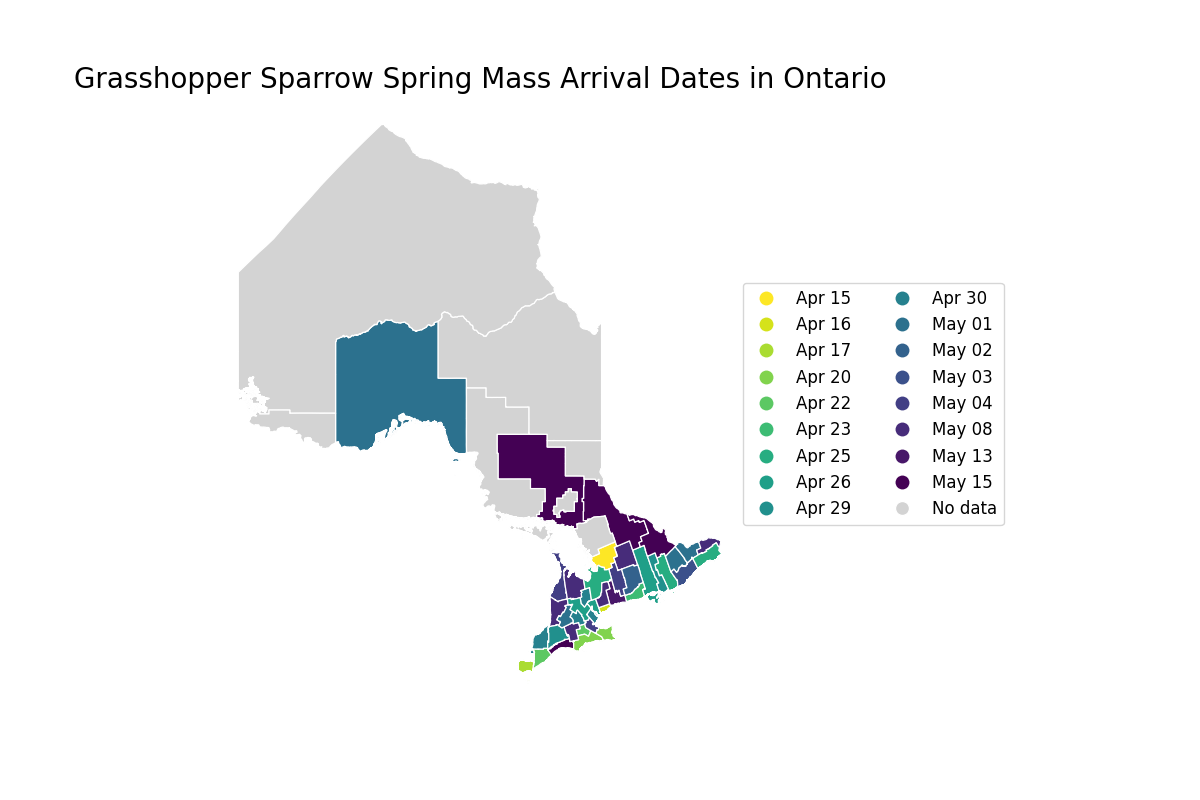 Grasshopper Sparrow Spring Mass Arrival Dates in Ontario
Apr 15
Apr 16
Apr 17
Apr 20
Apr 22
Apr 23
Apr 25
Apr 26
Apr 29
Apr 30
May 01
May 02
May 03
May 04
May 08
May 13
May 15
No data